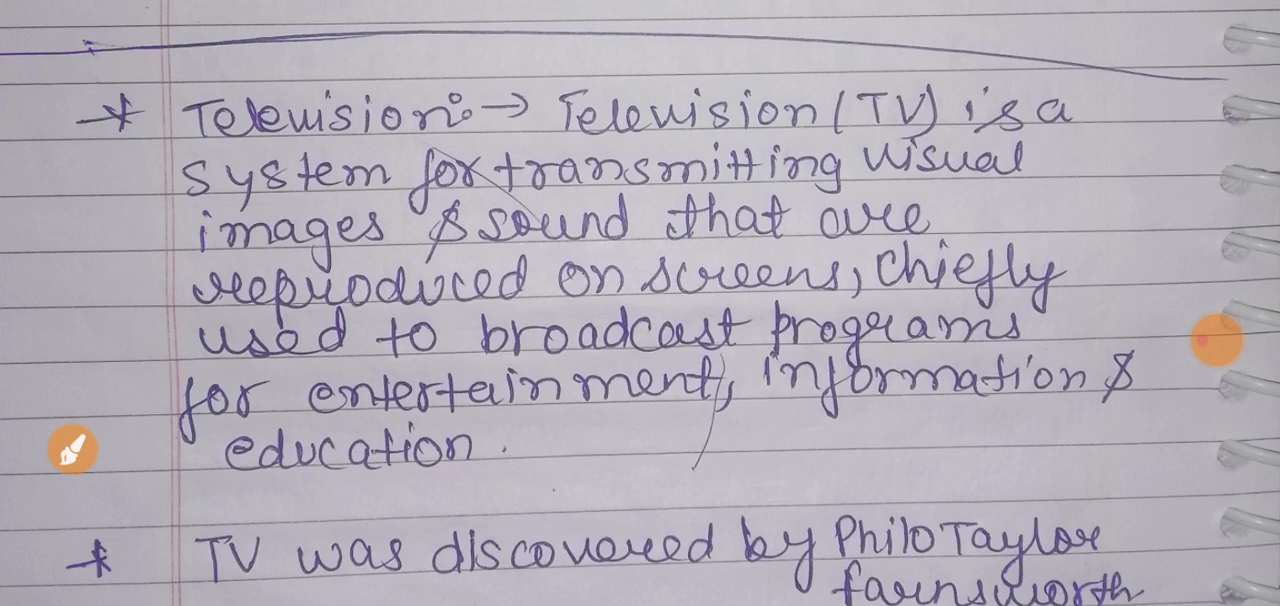 * Television:→ Television (TV) is a
system for transmitting visual
images & sound that are
reproduced on screens, chiefly
used to broadcast programs
for entertainment, information &
education.
* TV was discovered by Philo Taylor
farnsworth